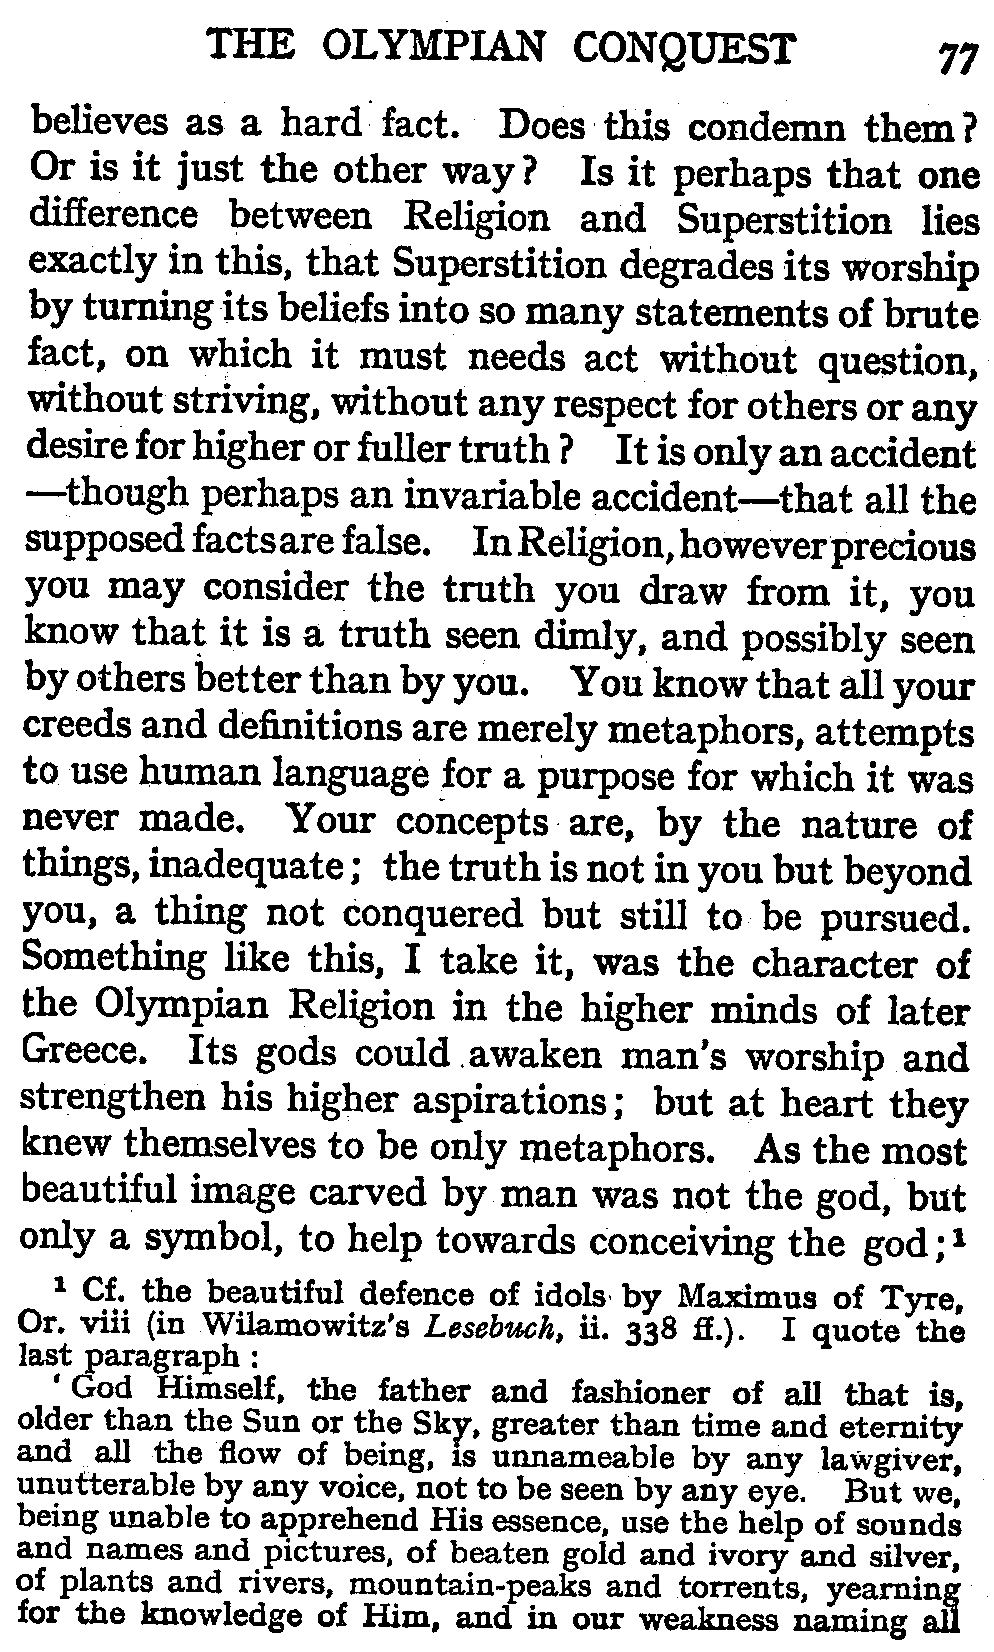 THE OLYMPIAN CONQUEST 77
believes as a hard fact. Does this condemn them?
Or is it just the other way? Is it perhaps that one
difference between Religion and Superstition lies
exactly in this, that Superstition degrades its worship
by turning its beliefs into so many statements of brute
fact, on which it must needs act without question,
without striving, without any respect for others or any
desire for higher or fuller truth? It is only an accident
—though perhaps an invariable accident—that all the
supposed facts are false. In Religion, however precious
you may consider the truth you draw from it, you
know that it is a truth seen dimly, and possibly seen
by others better than by you. You know that all your
creeds and definitions are merely metaphors, attempts
to use human language for a purpose for which it was
never made. Your concepts are, by the nature of
things, inadequate; the truth is not in you but beyond
you, a thing not conquered but still to be pursued.
Something like this, I take it, was the character of
the Olympian Religion in the higher minds of later
Greece. Its gods could awaken man's worship and
strengthen his higher aspirations; but at heart they
knew themselves to be only metaphors. As the most
beautiful image carved by man was not the god, but
only a symbol, to help towards conceiving the god;¹
¹ Cf. the beautiful defence of idols by Maximus of Tyre,
Or. viii (in Wilamowitz's Lesebuch, ii. 338 ff.). I quote the
last paragraph:
'God Himself, the father and fashioner of all that is,
older than the Sun or the Sky, greater than time and eternity
and all the flow of being, is unnameable by any lawgiver,
unutterable by any voice, not to be seen by any eye. But we,
being unable to apprehend His essence, use the help of sounds
and names and pictures, of beaten gold and ivory and silver,
of plants and rivers, mountain-peaks and torrents, yearning
for the knowledge of Him, and in our weakness naming all